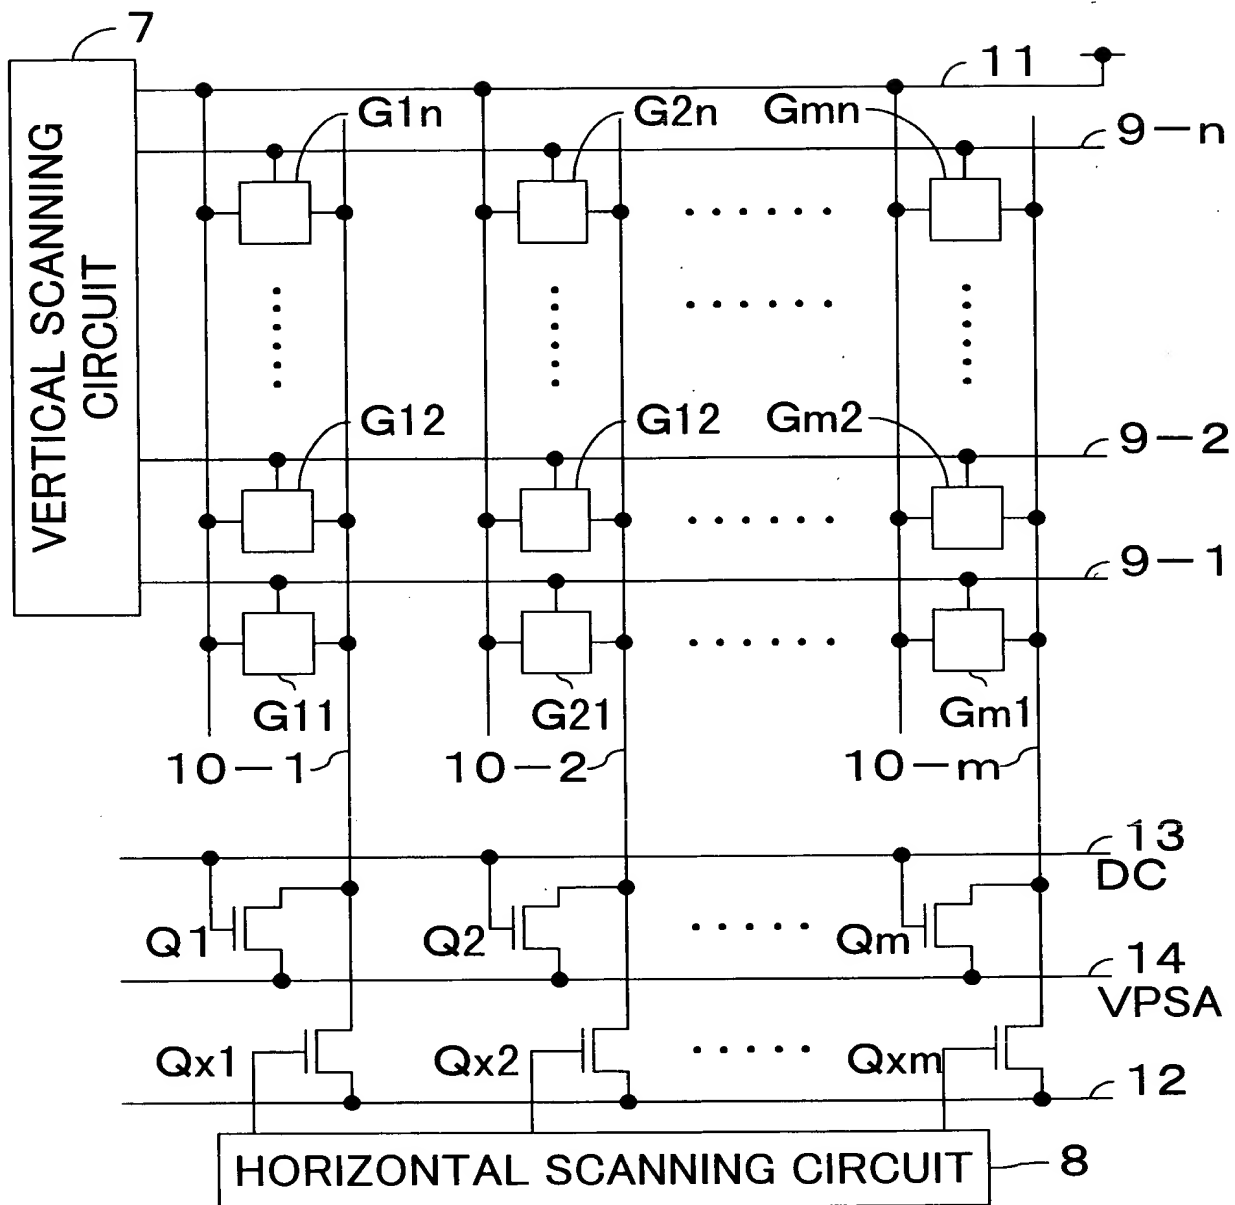 7
11
G1n
G2n
Gmn
9-n
VERTICAL SCANNING
CIRCUIT
G12
G12
Gm2
9-2
9-1
G11
G21
Gm1
10-1
10-2
10-m
13
DC
Q1
Q2
Qm
14
VPSA
Qx1
Qx2
Qxm
12
HORIZONTAL SCANNING CIRCUIT
8